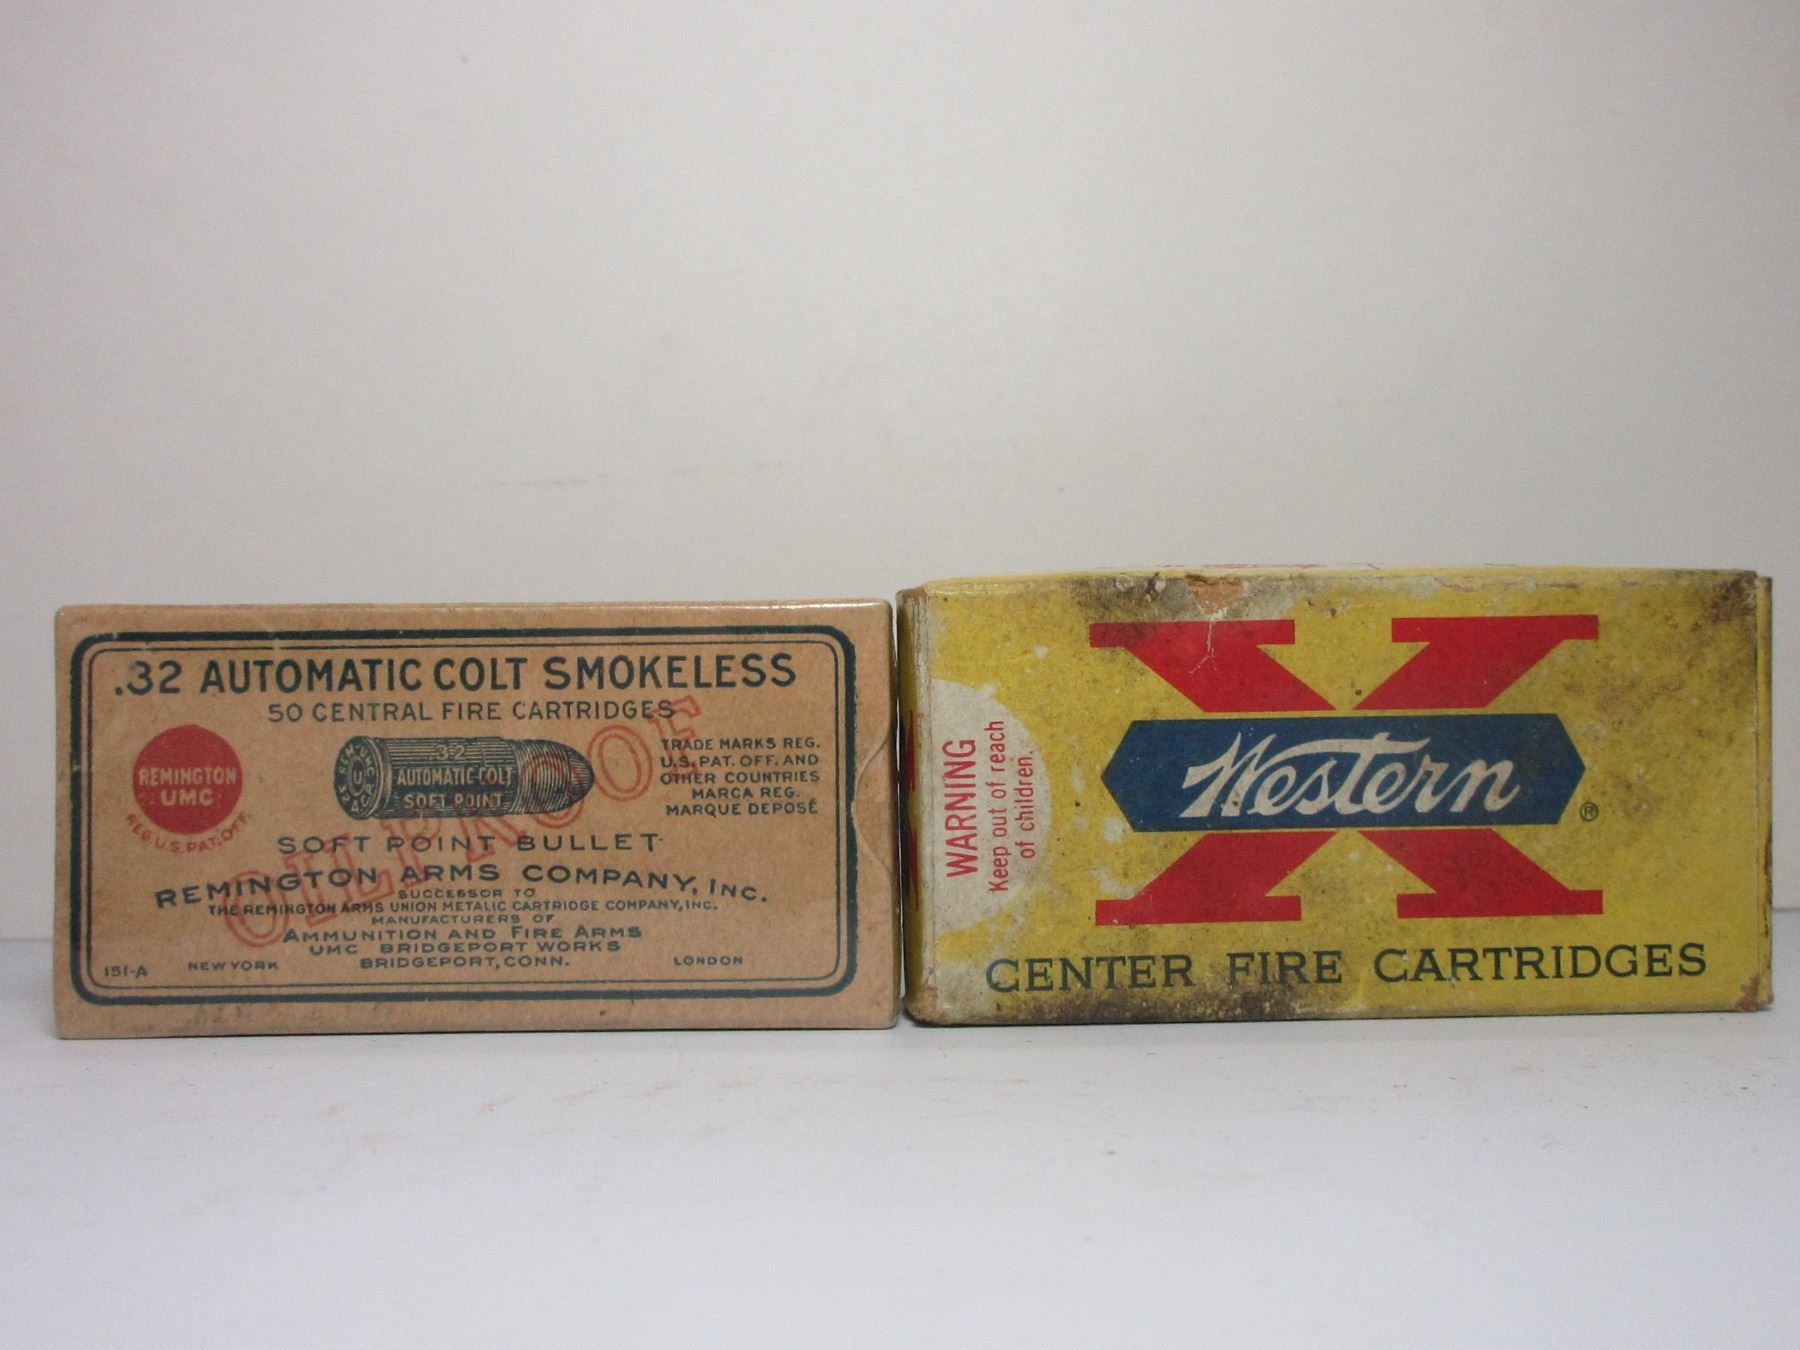 .32 AUTOMATIC COLT SMOKELESS
50 CENTRAL FIRE CARTRIDGES
REMINGTON
UMC
REG. U.S. PAT. OFF.
REM-UMC
U
32 A.C.P.
32
AUTOMATIC-COLT
SOFT POINT
TRADE MARKS REG.
U.S. PAT. OFF. AND
OTHER COUNTRIES
MARCA REG.
MARQUE DEPOSÉ
OILPROOF
SOFT POINT BULLET
REMINGTON ARMS COMPANY, INC.
SUCCESSOR TO
THE REMINGTON ARMS UNION METALIC CARTRIDGE COMPANY, INC.
MANUFACTURERS OF
AMMUNITION AND FIRE ARMS
UMC BRIDGEPORT WORKS
BRIDGEPORT, CONN.
151-A
NEW YORK
LONDON
WARNING
Keep out of reach
of children.
X
Western
®
CENTER FIRE CARTRIDGES